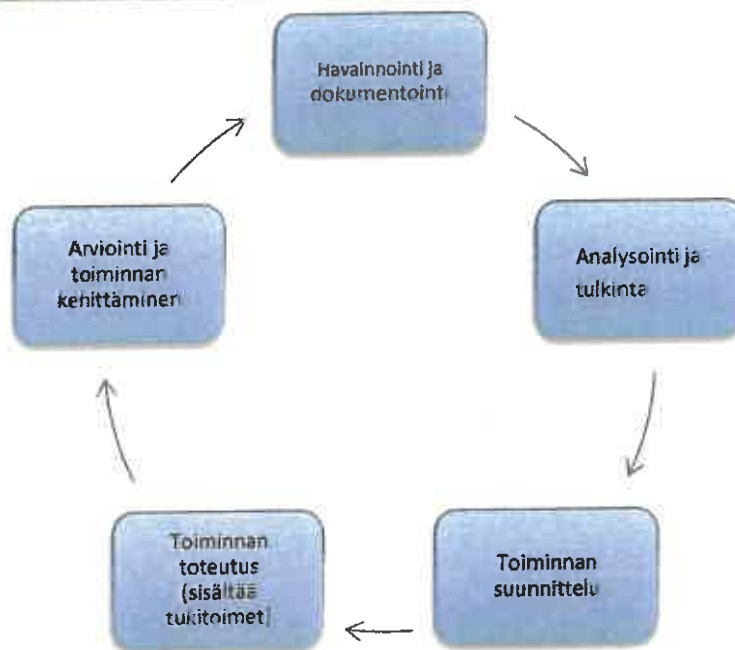 Havainnointi ja
dokumentointi
Analysointi ja
tulkinta
Toiminnan
suunnittelu
Toiminnan
toteutus
(sisältää
tukitoimet)
Arviointi ja
toiminnan
kehittäminen